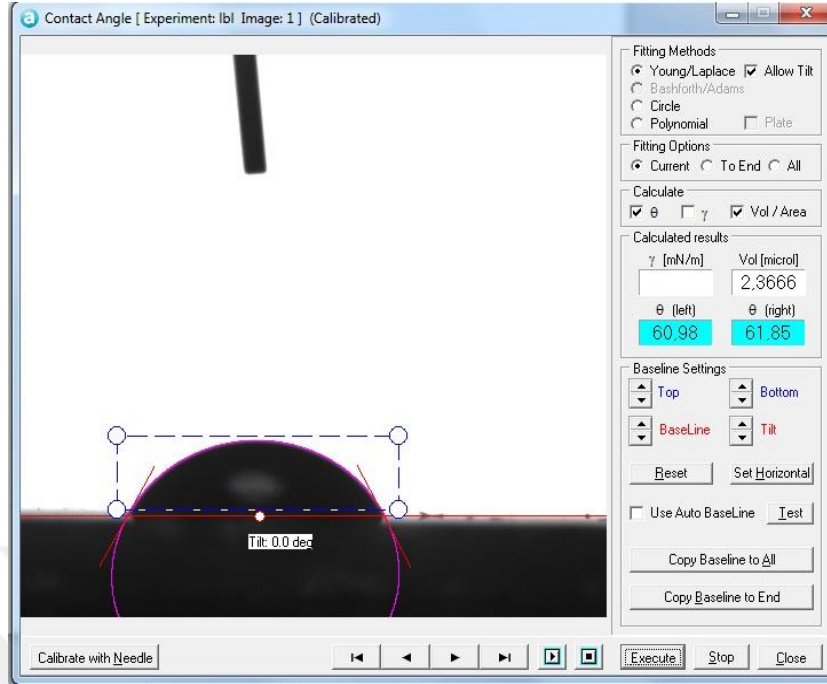 Contact Angle [ Experiment: lbl Image: 1 ] (Calibrated)
Tilt: 0.0 deg
Fitting Methods
Young/Laplace Allow Tilt
Bashforth/Adams
Circle
Polynomial Plate
Fitting Options
Current To End All
Calculate
θ γ Vol / Area
Calculated results
γ [mN/m] Vol [microl]
2,3666
θ (left) θ (right)
60,98 61,85
Baseline Settings
Top Bottom
BaseLine Tilt
Reset Set Horizontal
Use Auto BaseLine Test
Copy Baseline to All
Copy Baseline to End
Calibrate with Needle Execute Stop Close